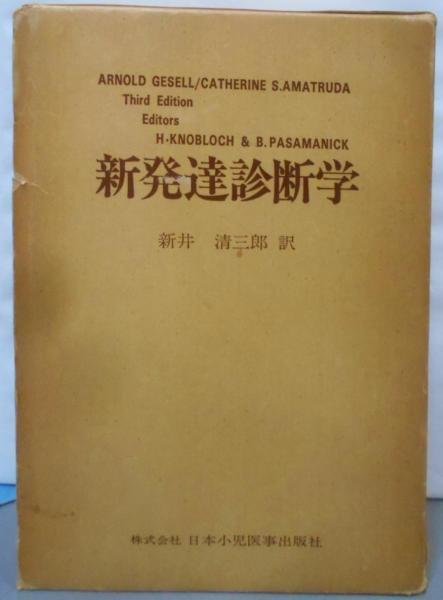 ARNOLD GESELL/CATHERINE S.AMATRUDA
Third Edition
Editors
H·KNOBLOCH & B.PASAMANICK
新発達診断学
新井 清三郎 訳
株式会社 日本小児医事出版社